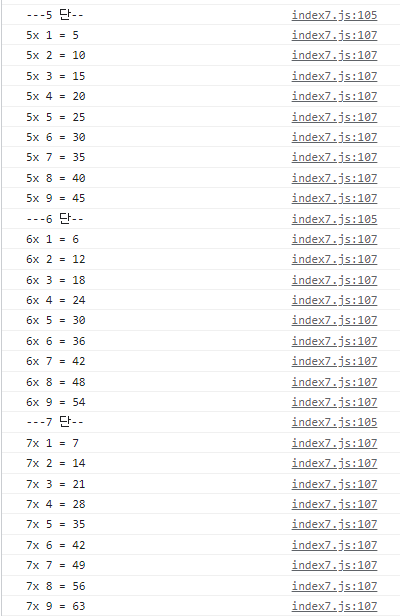 ---5 단-- index7.js:105
5x 1 = 5 index7.js:107
5x 2 = 10 index7.js:107
5x 3 = 15 index7.js:107
5x 4 = 20 index7.js:107
5x 5 = 25 index7.js:107
5x 6 = 30 index7.js:107
5x 7 = 35 index7.js:107
5x 8 = 40 index7.js:107
5x 9 = 45 index7.js:107
---6 단-- index7.js:105
6x 1 = 6 index7.js:107
6x 2 = 12 index7.js:107
6x 3 = 18 index7.js:107
6x 4 = 24 index7.js:107
6x 5 = 30 index7.js:107
6x 6 = 36 index7.js:107
6x 7 = 42 index7.js:107
6x 8 = 48 index7.js:107
6x 9 = 54 index7.js:107
---7 단-- index7.js:105
7x 1 = 7 index7.js:107
7x 2 = 14 index7.js:107
7x 3 = 21 index7.js:107
7x 4 = 28 index7.js:107
7x 5 = 35 index7.js:107
7x 6 = 42 index7.js:107
7x 7 = 49 index7.js:107
7x 8 = 56 index7.js:107
7x 9 = 63 index7.js:107